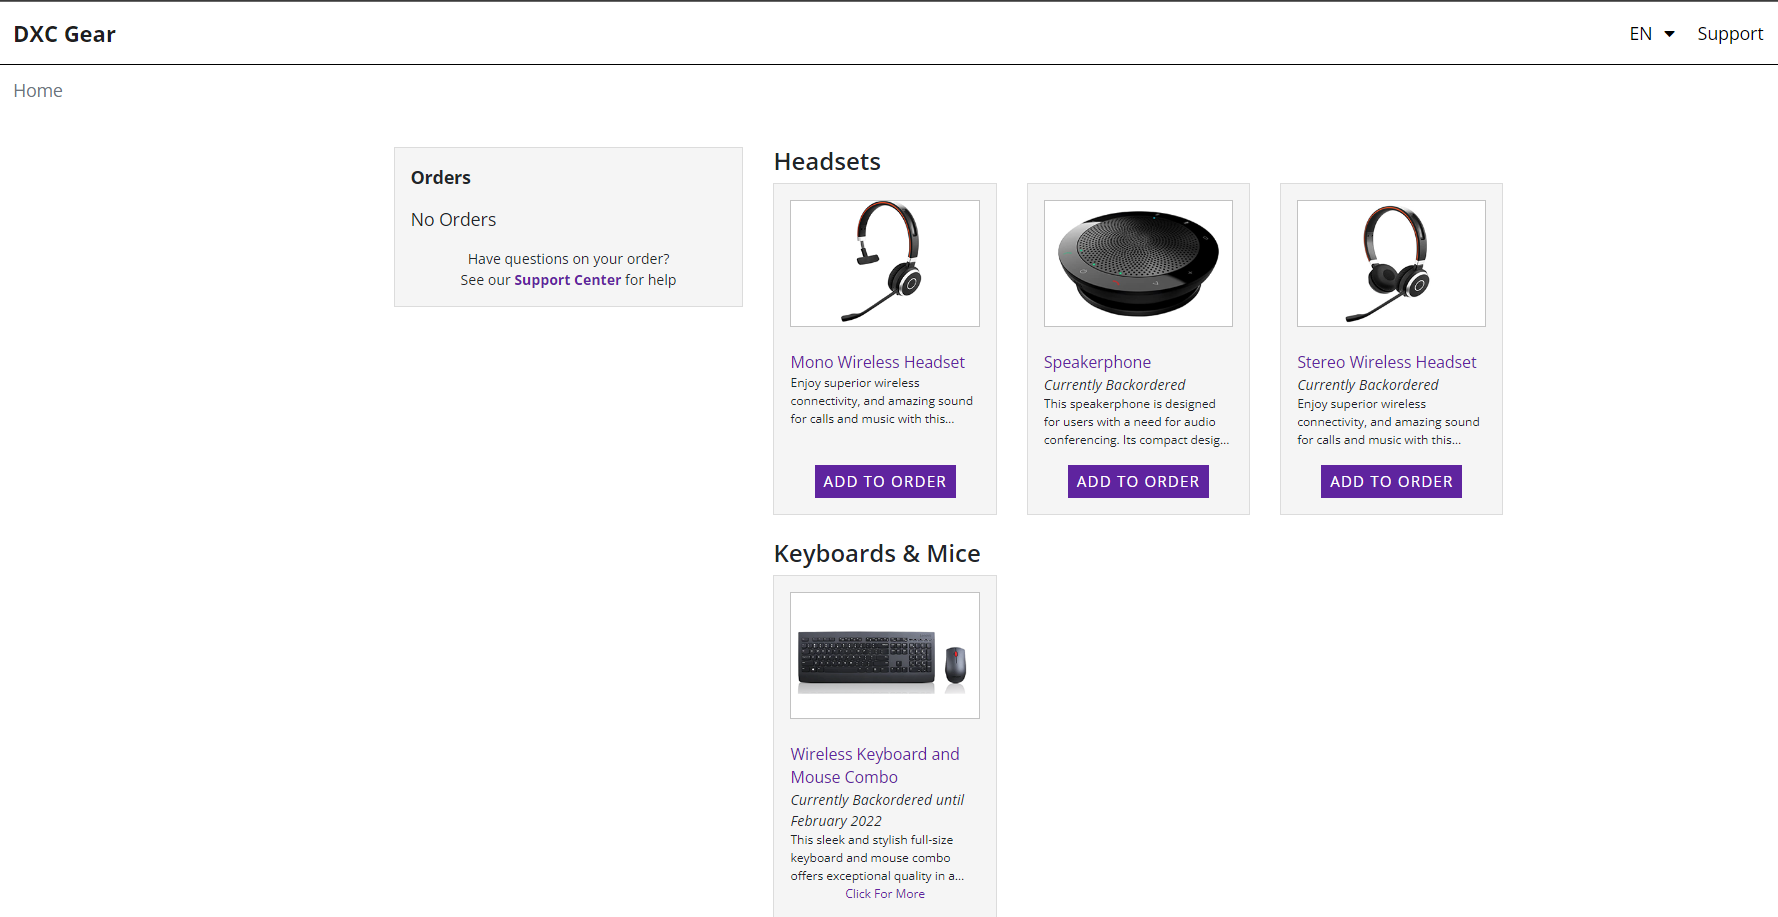 DXC Gear
EN
Support
Home
Orders
No Orders
Have questions on your order?
See our Support Center for help
Headsets
Mono Wireless Headset
Enjoy superior wireless
connectivity, and amazing sound
for calls and music with this...
ADD TO ORDER
Speakerphone
Currently Backordered
This speakerphone is designed
for users with a need for audio
conferencing. Its compact desig...
ADD TO ORDER
Stereo Wireless Headset
Currently Backordered
Enjoy superior wireless
connectivity, and amazing sound
for calls and music with this...
ADD TO ORDER
Keyboards & Mice
Wireless Keyboard and
Mouse Combo
Currently Backordered until
February 2022
This sleek and stylish full-size
keyboard and mouse combo
offers exceptional quality in a...
Click For More